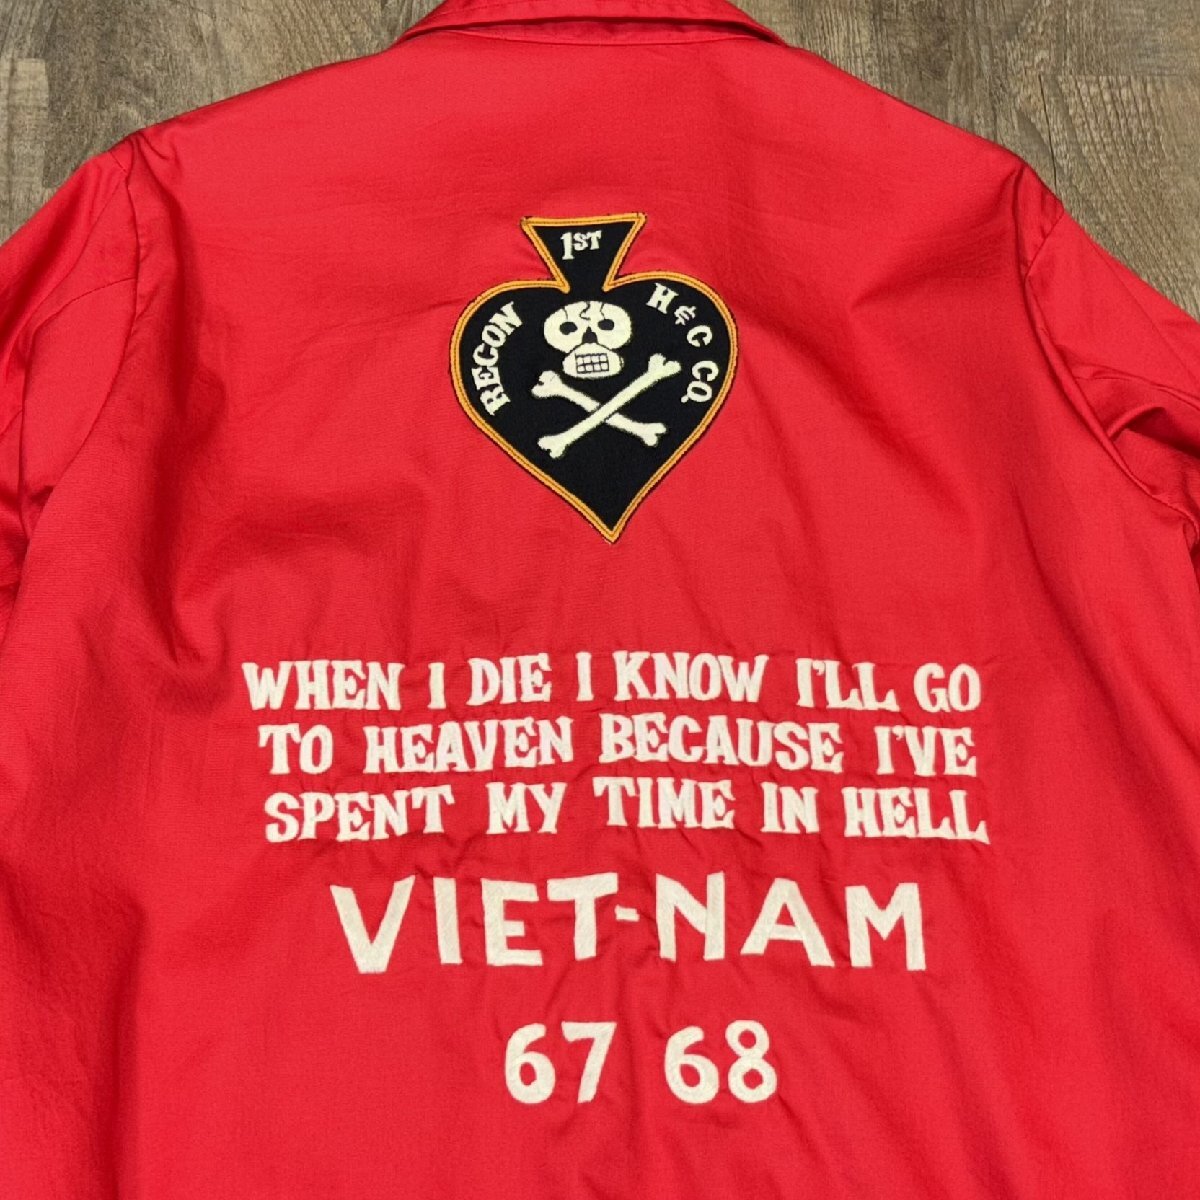 1ST
RECON
H & C CO.
WHEN I DIE I KNOW I'LL GO
TO HEAVEN BECAUSE I'VE
SPENT MY TIME IN HELL
VIET-NAM
67 68